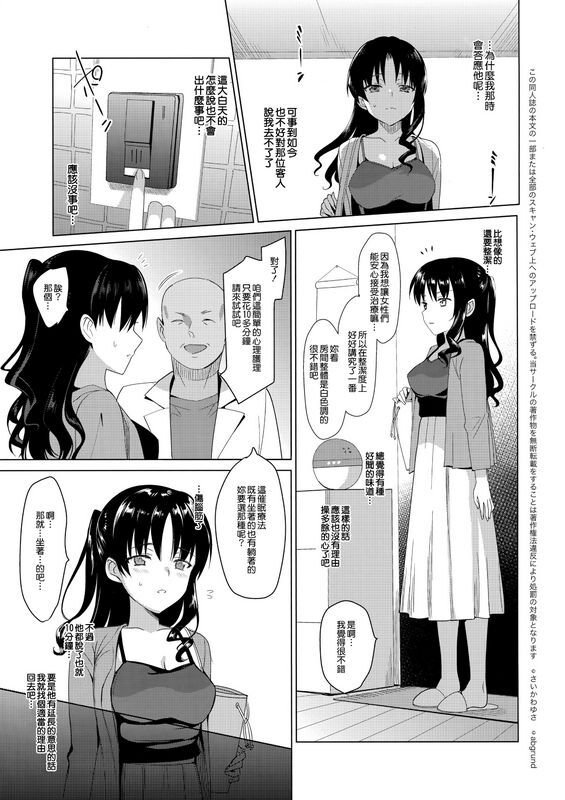 …為什麼我那時
會答應他呢…
可事到如今
也不好對那位客人
說我去不了了
這大白天的
怎麼說也不會
出什麼事吧…
應該沒事吧…
比想像的
還要整潔…
因為我想讓女性們
能安心接受治療嘛…
所以在整潔度上
好好講究了一番
妳看
房間整體是白色調的
很不錯吧
總覺得有種
好聞的味道…
這樣的話
應該也沒有理由
操多餘的心了吧
是啊…
我覺得很不錯
對了!
咱們這簡單的心理護理
只要花10多分鐘
請來試試吧
誒?
那個…
這催眠療法
既有坐著的也有躺著的
妳要選那種呢?
…傷腦筋了
啊…
那就…坐著…的吧…
不過
他都說了也就
10分鐘…
要是他有延長的意思的話
我就找個適當的理由
回去吧…
この同人誌の本文の一部または全部のスキャン・ウェブ上へのアップロードを禁ずる。当サークルの著作物を無断転載をすることは著作権法違反により処罰の対象となります ©さいかわゆさ ©abgrund